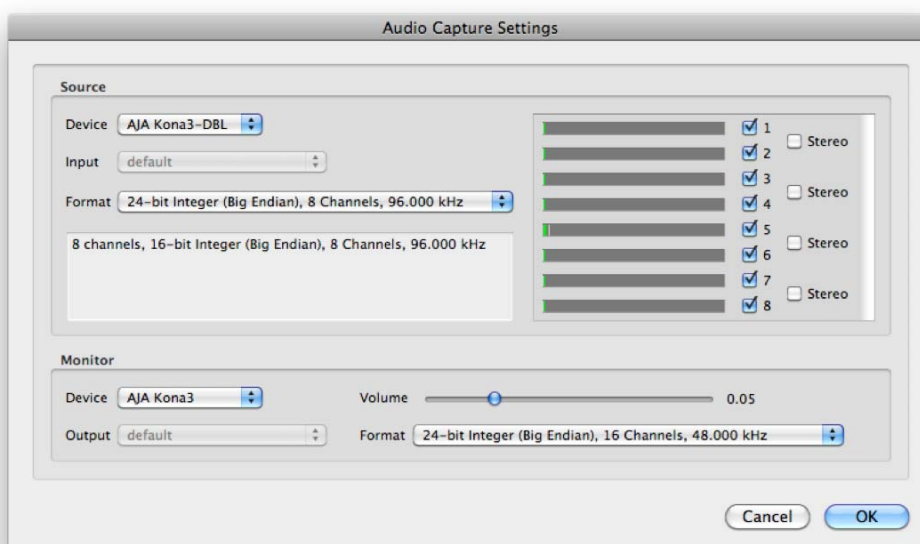 Audio Capture Settings
Source
Device AJA Kona3-DBL
Input default
Format 24-bit Integer (Big Endian), 8 Channels, 96.000 kHz
8 channels, 16-bit Integer (Big Endian), 8 Channels, 96.000 kHz
1
2
Stereo
3
4
Stereo
5
6
Stereo
7
8
Stereo
Monitor
Device AJA Kona3
Volume 0.05
Output default
Format 24-bit Integer (Big Endian), 16 Channels, 48.000 kHz
Cancel OK